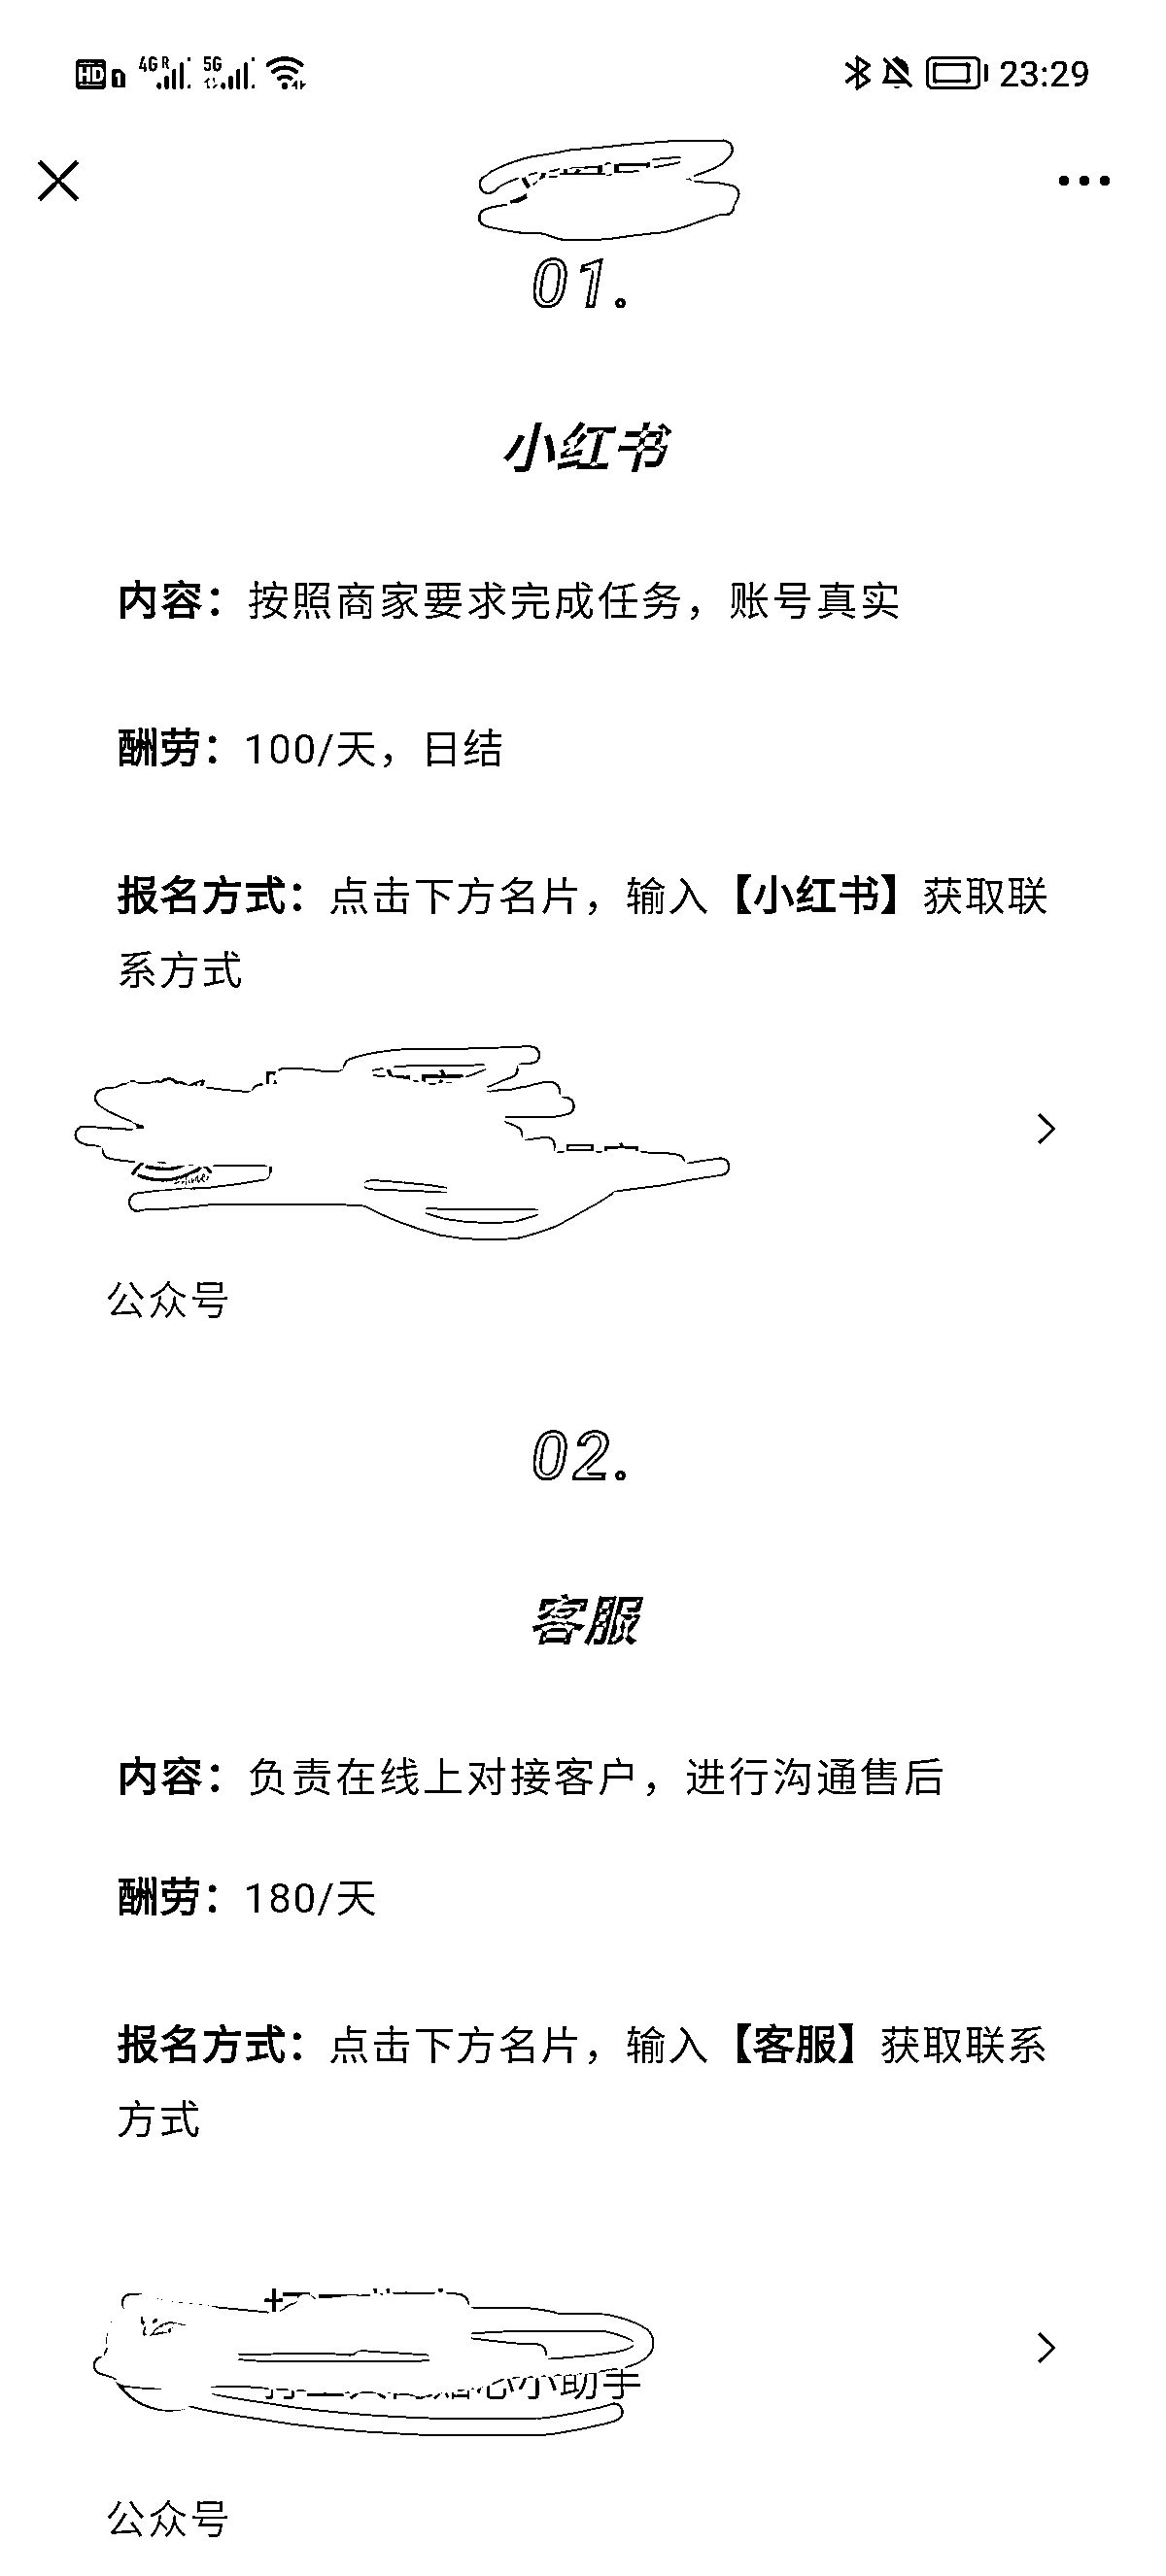 HD 1 4G R 5G 23:29
01.
小红书
内容：按照商家要求完成任务，账号真实
酬劳：100/天，日结
报名方式：点击下方名片，输入【小红书】获取联
系方式
公众号
02.
客服
内容：负责在线上对接客户，进行沟通售后
酬劳：180/天
报名方式：点击下方名片，输入【客服】获取联系
方式
小助手
公众号